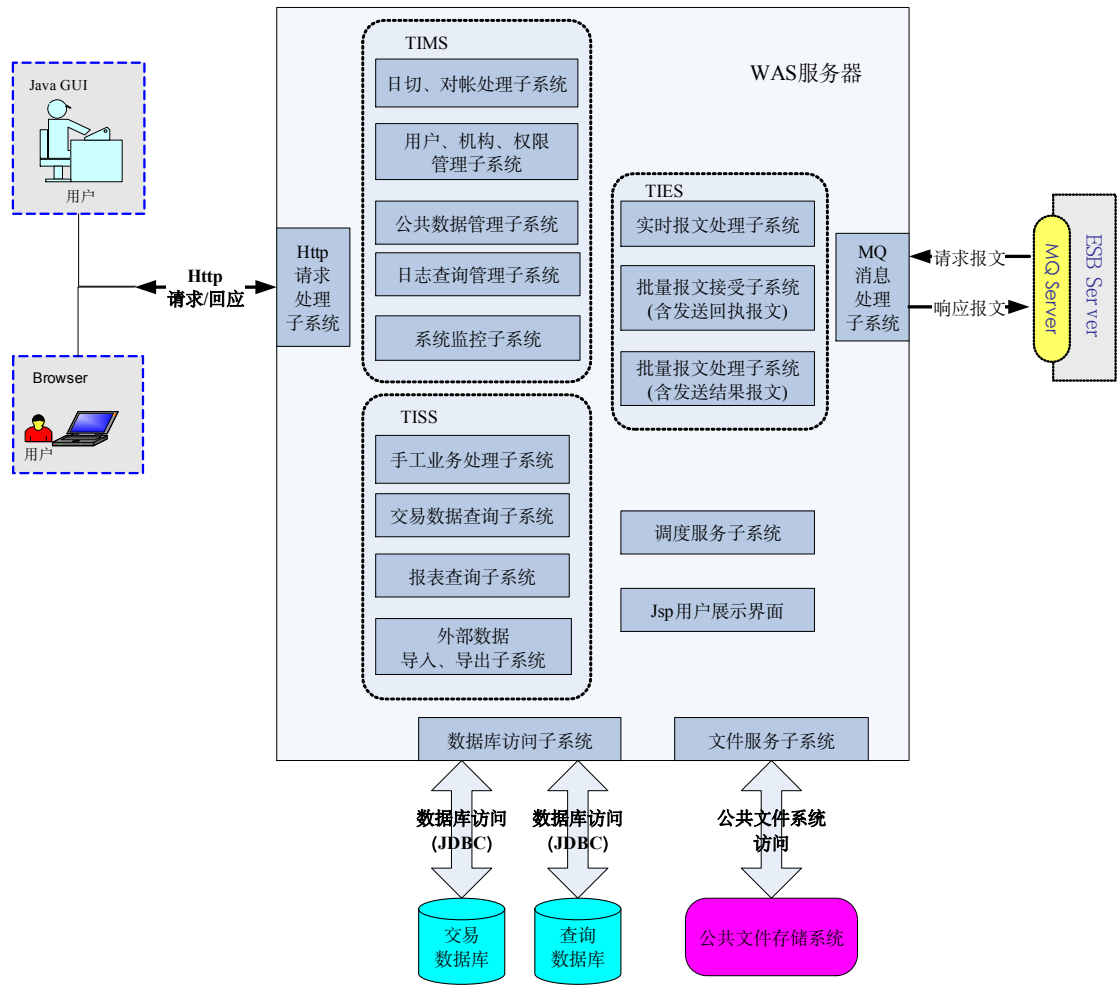 Java GUI
用户
Browser
用户
Http
请求/回应
WAS服务器
Http
请求
处理
子系统
TIMS
日切、对帐处理子系统
用户、机构、权限
管理子系统
公共数据管理子系统
日志查询管理子系统
系统监控子系统
TISS
手工业务处理子系统
交易数据查询子系统
报表查询子系统
外部数据
导入、导出子系统
TIES
实时报文处理子系统
批量报文接受子系统
(含发送回执报文)
批量报文处理子系统
(含发送结果报文)
调度服务子系统
Jsp用户展示界面
MQ
消息
处理
子系统
请求报文
响应报文
MQ Server
ESB Server
数据库访问子系统
文件服务子系统
数据库访问
(JDBC)
数据库访问
(JDBC)
公共文件系统
访问
交易
数据库
查询
数据库
公共文件存储系统